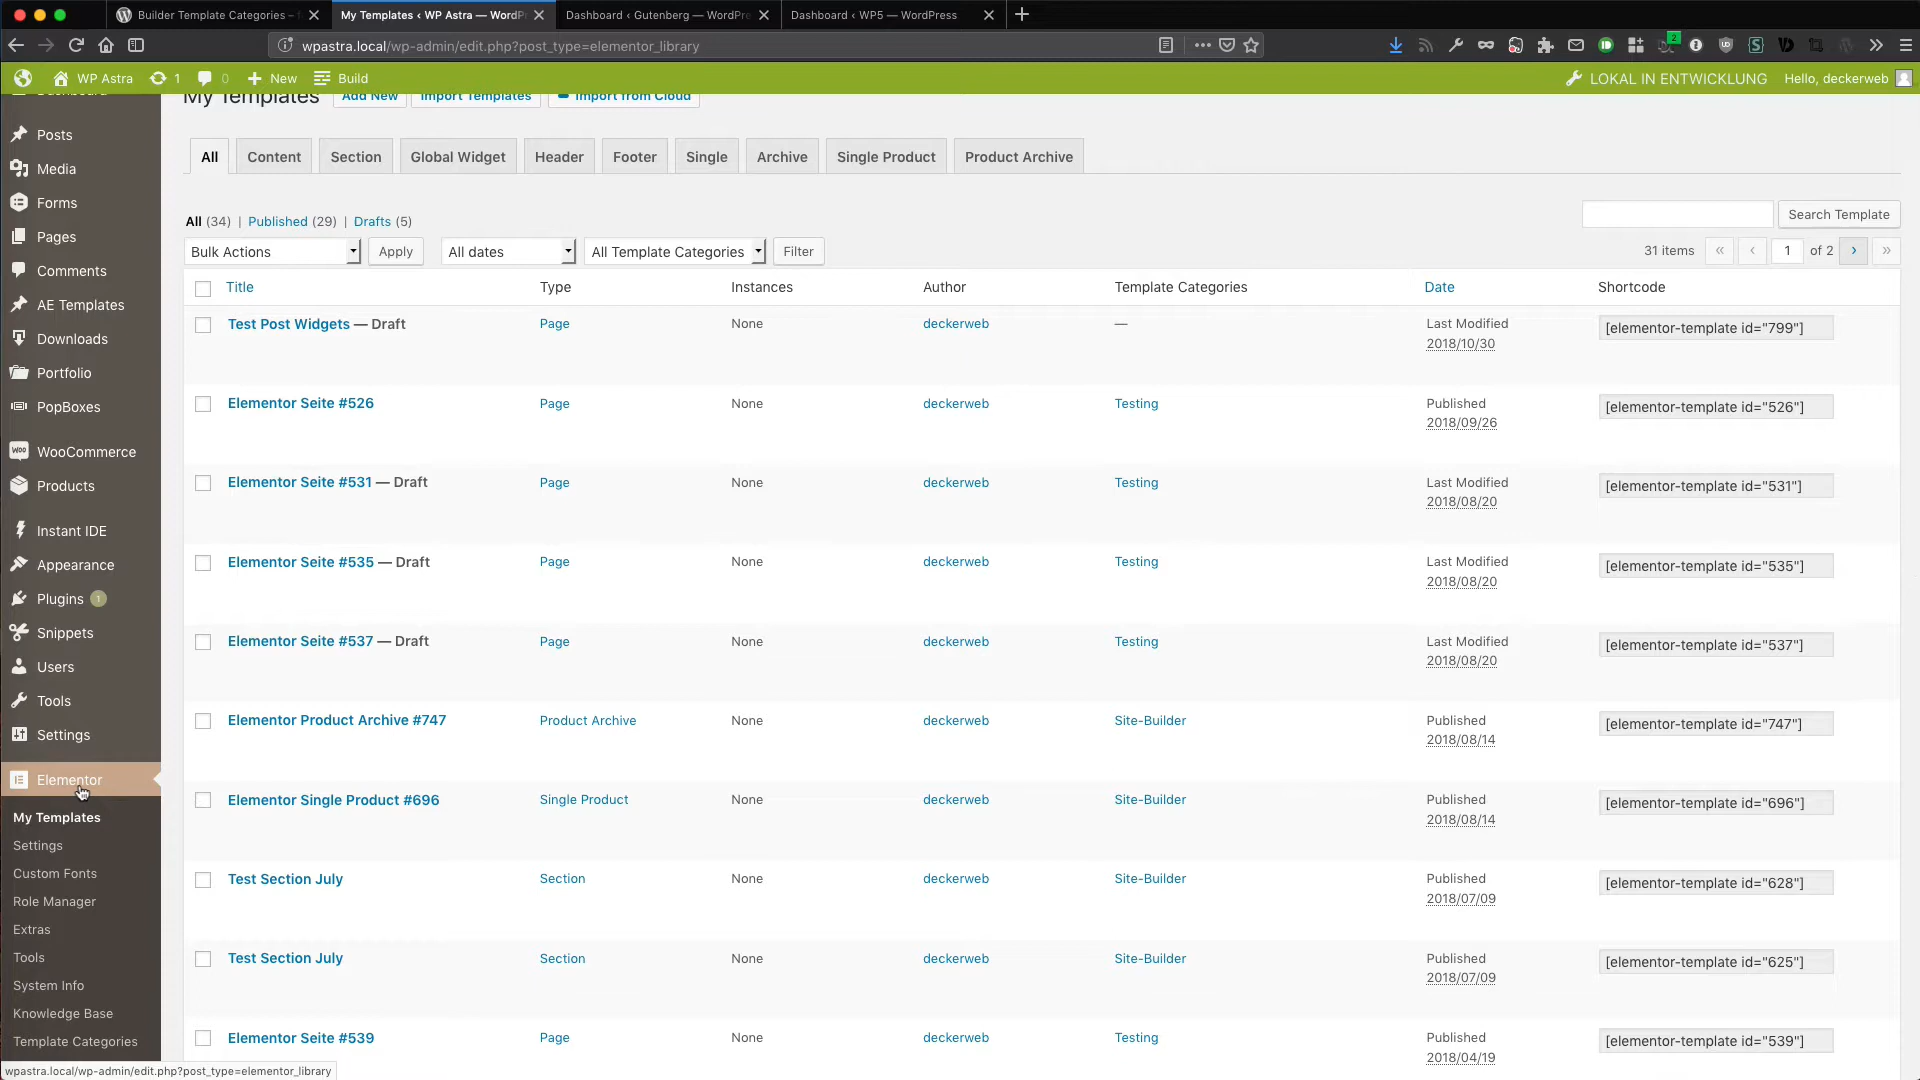 Builder Template Categories –
My Templates ‹ WP Astra — WordP
Dashboard ‹ Gutenberg — WordPre
Dashboard ‹ WP5 — WordPress
wpastra.local/wp-admin/edit.php?post_type=elementor_library
2
WP Astra
1
0
New
Build
LOKAL IN ENTWICKLUNG
Hello, deckerweb
Dashboard
Posts
Media
Forms
Pages
Comments
AE Templates
Downloads
Portfolio
PopBoxes
WooCommerce
Products
Instant IDE
Appearance
Plugins 1
Snippets
Users
Tools
Settings
Elementor
My Templates
Settings
Custom Fonts
Role Manager
Extras
Tools
System Info
Knowledge Base
Template Categories
wpastra.local/wp-admin/edit.php?post_type=elementor_library
My Templates Add New Import Templates Import from Cloud
All Content Section Global Widget Header Footer Single Archive Single Product Product Archive
All (34) | Published (29) | Drafts (5)
Search Template
Bulk Actions Apply All dates All Template Categories Filter
31 items « ‹ 1 of 2 › »
Title Type Instances Author Template Categories Date Shortcode
Test Post Widgets — Draft Page None deckerweb — Last Modified [elementor-template id="799"]
2018/10/30
Elementor Seite #526 Page None deckerweb Testing Published [elementor-template id="526"]
2018/09/26
Elementor Seite #531 — Draft Page None deckerweb Testing Last Modified [elementor-template id="531"]
2018/08/20
Elementor Seite #535 — Draft Page None deckerweb Testing Last Modified [elementor-template id="535"]
2018/08/20
Elementor Seite #537 — Draft Page None deckerweb Testing Last Modified [elementor-template id="537"]
2018/08/20
Elementor Product Archive #747 Product Archive None deckerweb Site-Builder Published [elementor-template id="747"]
2018/08/14
Elementor Single Product #696 Single Product None deckerweb Site-Builder Published [elementor-template id="696"]
2018/08/14
Test Section July Section None deckerweb Site-Builder Published [elementor-template id="628"]
2018/07/09
Test Section July Section None deckerweb Site-Builder Published [elementor-template id="625"]
2018/07/09
Elementor Seite #539 Page None deckerweb Testing Published [elementor-template id="539"]
2018/04/19